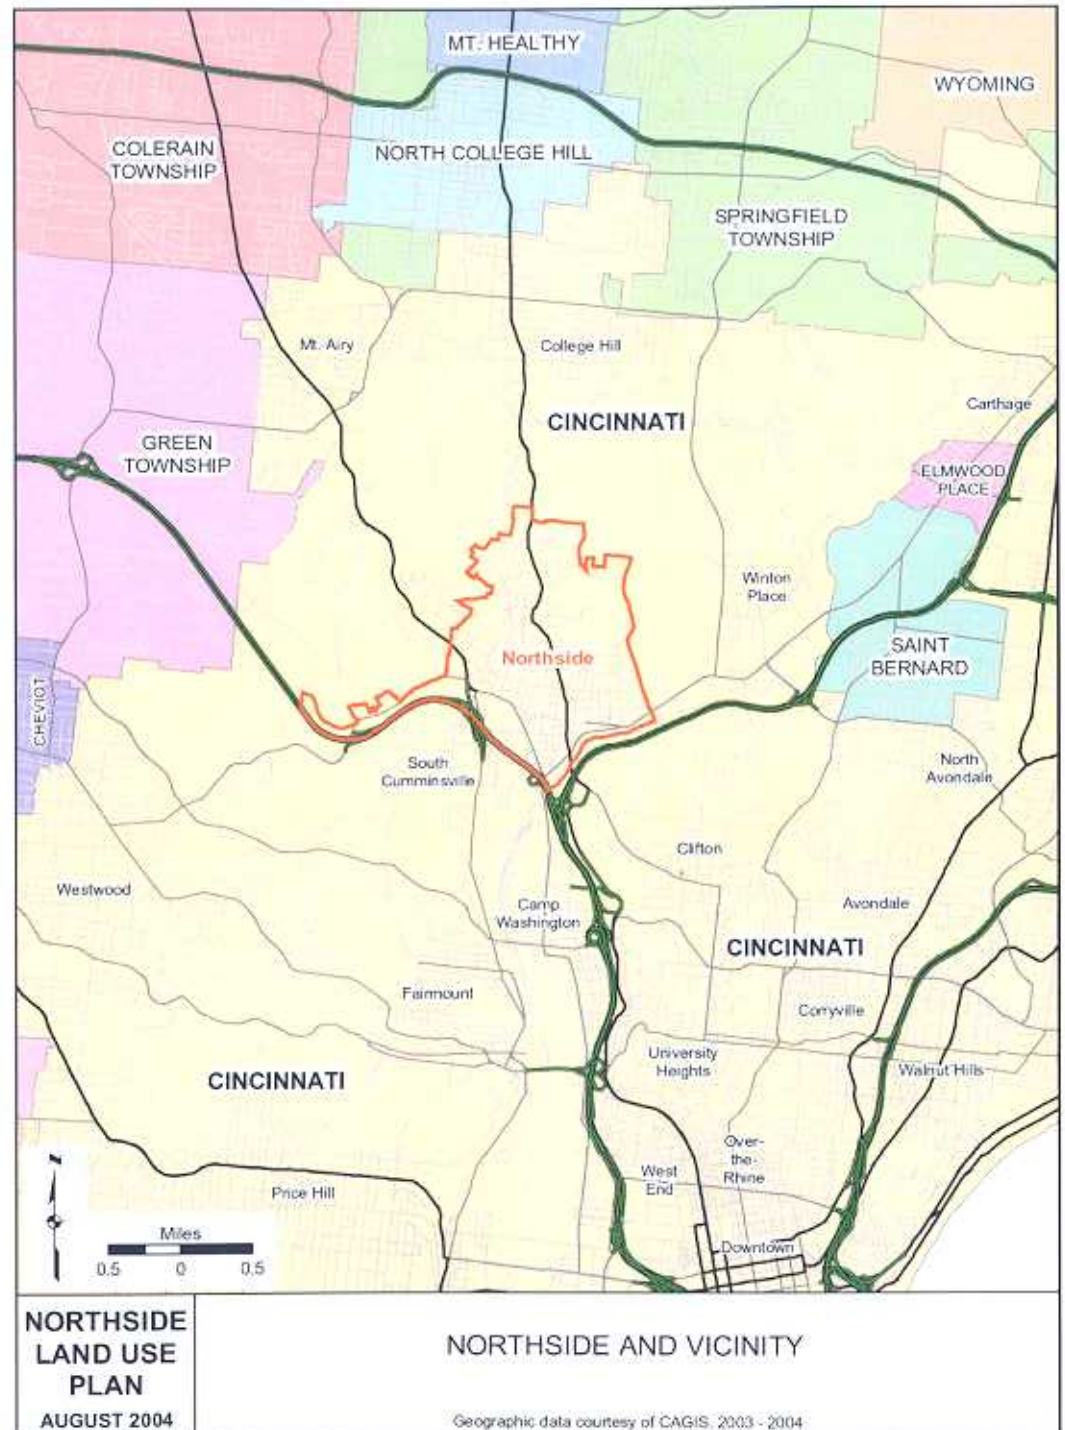 MT. HEALTHY
WYOMING
COLERAIN
TOWNSHIP
NORTH COLLEGE HILL
SPRINGFIELD
TOWNSHIP
Mt. Airy
College Hill
CINCINNATI
Carthage
GREEN
TOWNSHIP
ELMWOOD
PLACE
Winton
Place
SAINT
BERNARD
Northside
CHEVIOT
South
Cumminsville
North
Avondale
Clifton
Westwood
Camp
Washington
Avondale
CINCINNATI
Fairmount
Corryville
University
Heights
Walnut Hills
CINCINNATI
Over-
the-
Rhine
West
End
Price Hill
Downtown
Miles
0.5 0 0.5
NORTHSIDE
LAND USE
PLAN
AUGUST 2004
NORTHSIDE AND VICINITY
Geographic data courtesy of CAGIS, 2003 - 2004